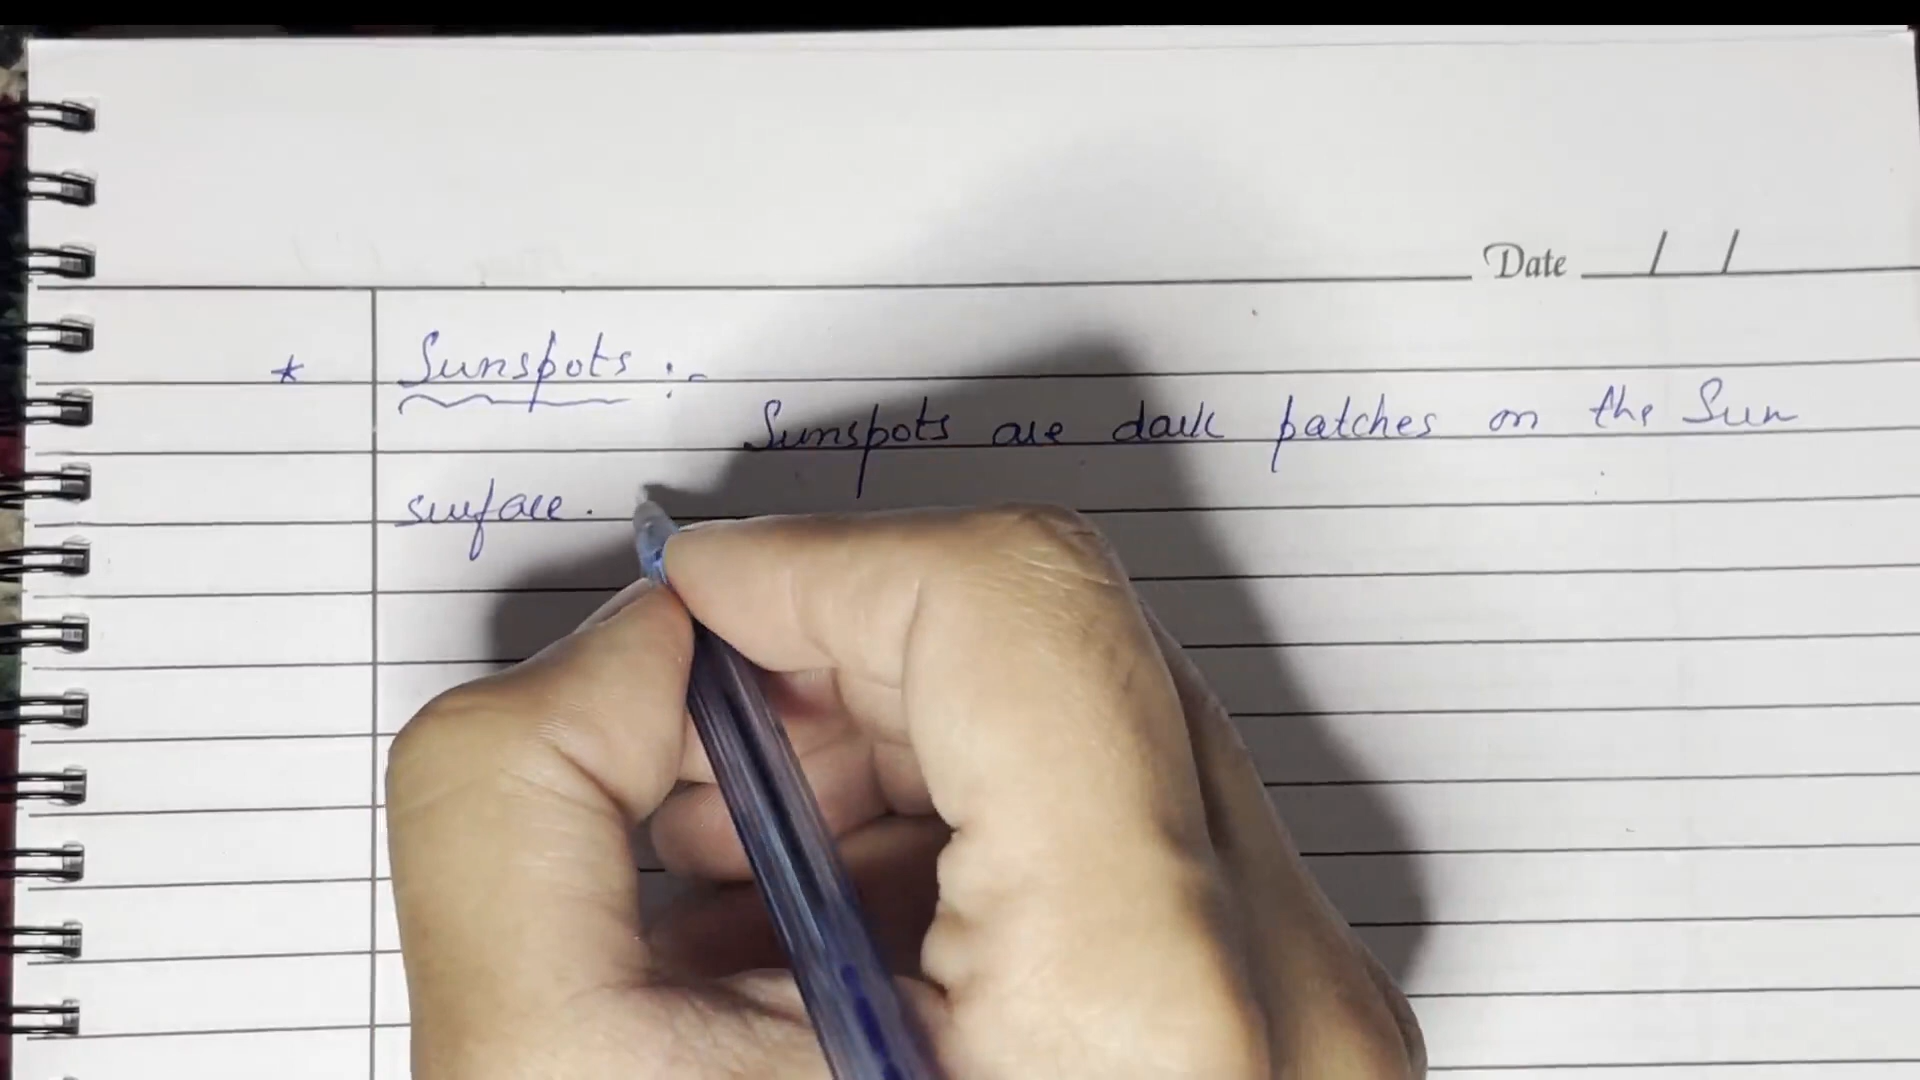 Date / /
* Sunspots :-
Sunspots are dark patches on the Sun
surface.